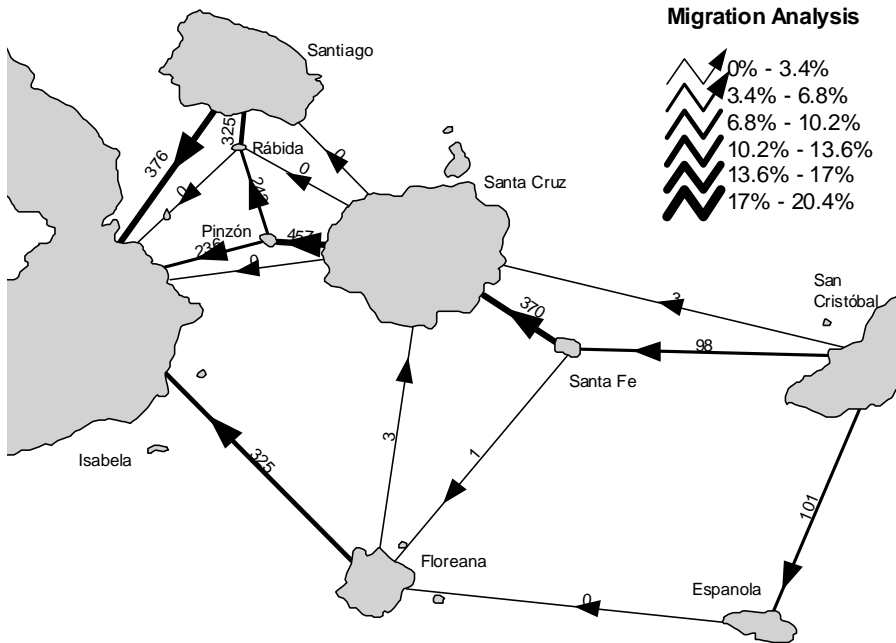 Migration Analysis
0% - 3.4%
3.4% - 6.8%
6.8% - 10.2%
10.2% - 13.6%
13.6% - 17%
17% - 20.4%
Santiago
376
325
Rábida
0
0
0
Santa Cruz
Pinzón
457
236
0
San
Cristóbal
3
370
98
Santa Fe
Isabela
325
3
1
101
Floreana
Espanola
0